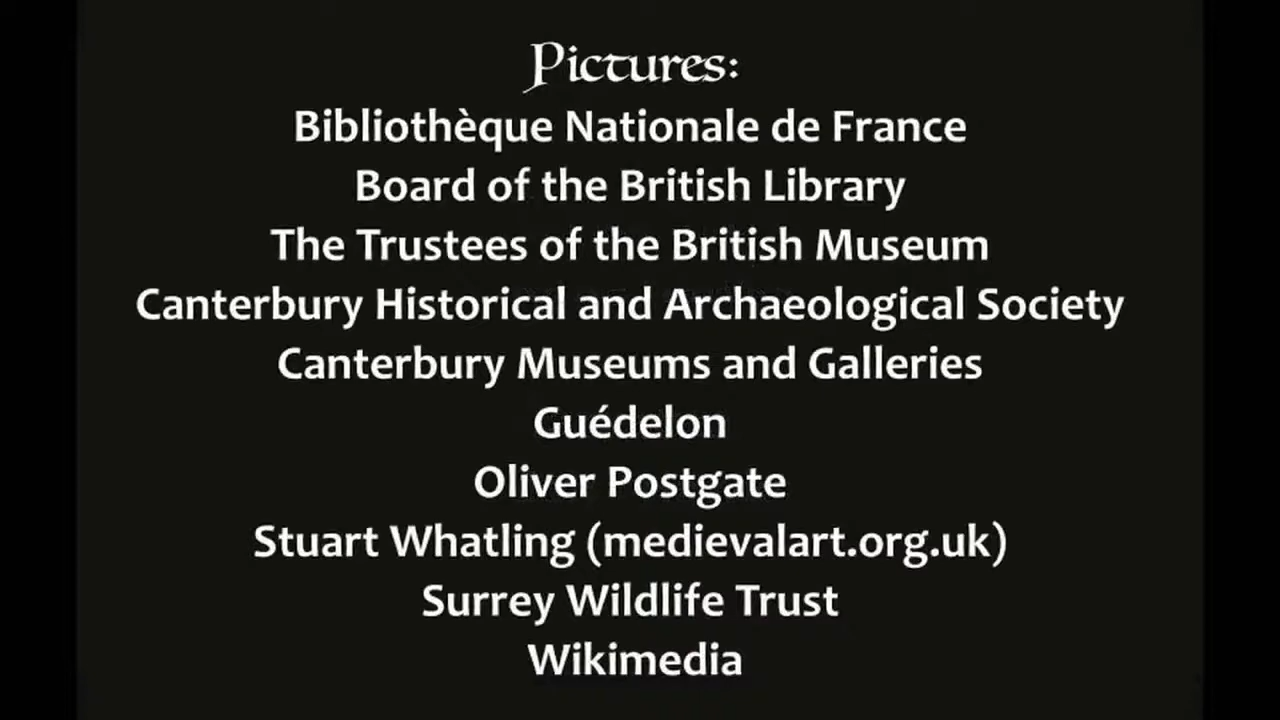 Pictures:
Bibliothèque Nationale de France
Board of the British Library
The Trustees of the British Museum
Canterbury Historical and Archaeological Society
Canterbury Museums and Galleries
Guédelon
Oliver Postgate
Stuart Whatling (medievalart.org.uk)
Surrey Wildlife Trust
Wikimedia